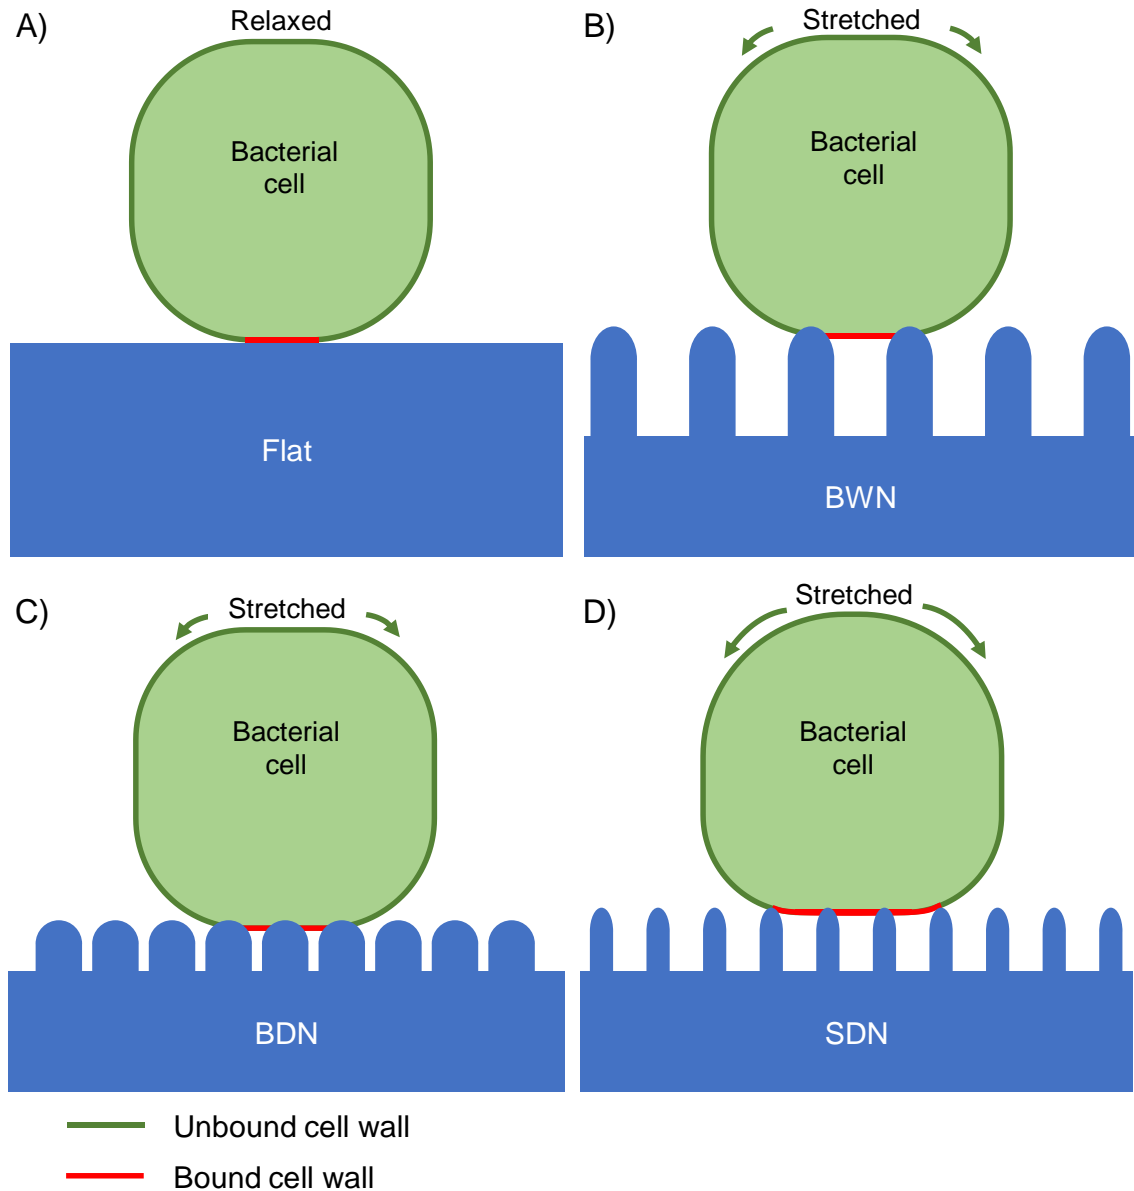 A)
Relaxed
Bacterial
cell
Flat
B)
Stretched
Bacterial
cell
BWN
C)
Stretched
Bacterial
cell
BDN
D)
Stretched
Bacterial
cell
SDN
Unbound cell wall
Bound cell wall